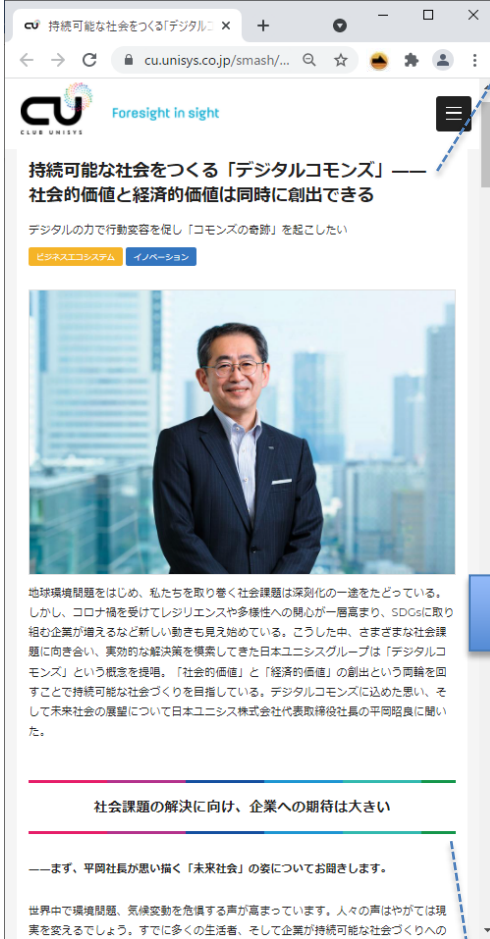 持続可能な社会をつくる「デジタルコ
cu.unisys.co.jp/smash/...
CU
CLUB UNISYS
Foresight in sight
持続可能な社会をつくる「デジタルコモンズ」——
社会的価値と経済的価値は同時に創出できる
デジタルの力で行動変容を促し「コモンズの奇跡」を起こしたい
ビジネスエコシステム イノベーション
地球環境問題をはじめ、私たちを取り巻く社会課題は深刻化の一途をたどっている。
しかし、コロナ禍を受けてレジリエンスや多様性への関心が一層高まり、SDGsに取り
組む企業が増えるなど新しい動きも見え始めている。こうした中、さまざまな社会課
題に向き合い、実効的な解決策を模索してきた日本ユニシスグループは「デジタルコ
モンズ」という概念を提唱。「社会的価値」と「経済的価値」の創出という両輪を回
すことで持続可能な社会づくりを目指している。デジタルコモンズに込めた思い、そ
して未来社会の展望について日本ユニシス株式会社代表取締役社長の平岡昭良に聞い
た。
社会課題の解決に向け、企業への期待は大きい
——まず、平岡社長が思い描く「未来社会」の姿についてお聞きします。
世界中で環境問題、気候変動を危惧する声が高まっています。人々の声はやがては現
実を変えるでしょう。すでに多くの生活者、そして企業が持続可能な社会づくりへの